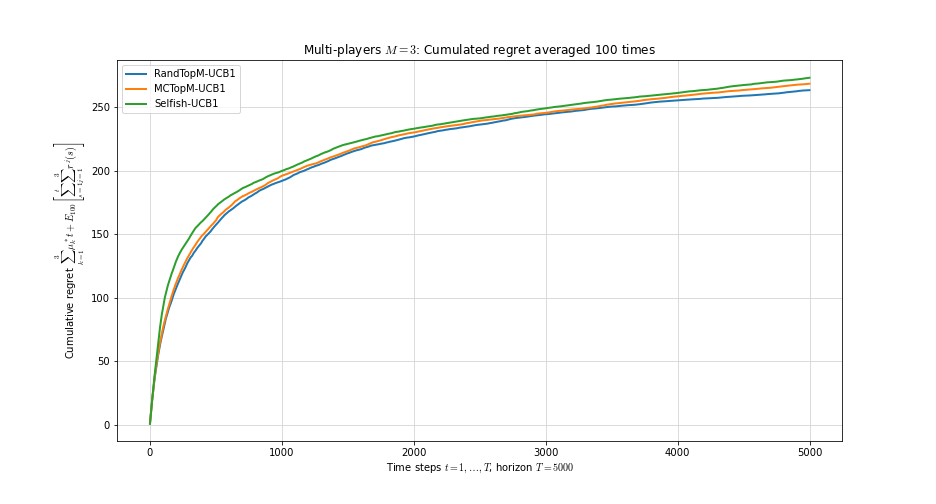 Multi-players M = 3: Cumulated regret averaged 100 times
RandTopM-UCB1
MCTopM-UCB1
Selfish-UCB1
250
200
150
100
50
0
Cumulative regret \sum_{k=1}^{3} \mu_k^* t + E_{100} [ \sum_{s=1}^{t} \sum_{j=1}^{3} r^j(s) ]
0 1000 2000 3000 4000 5000
Time steps t = 1, ..., T, horizon T = 5000